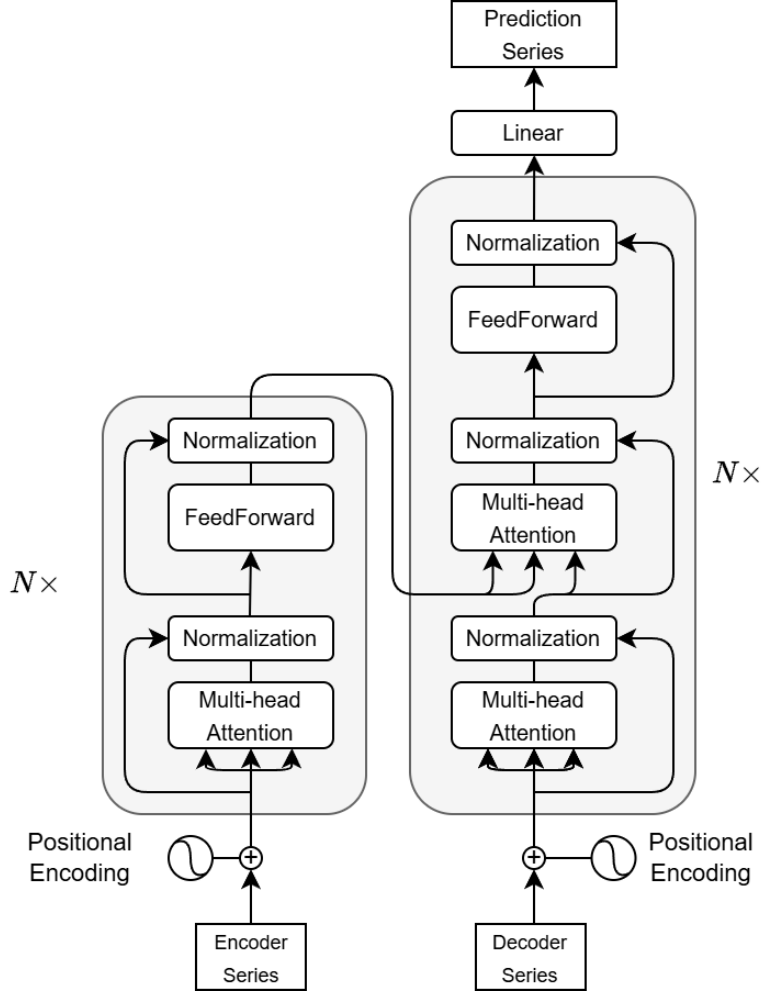 Prediction
Series
Linear
Normalization
FeedForward
Normalization
Multi-head
Attention
Normalization
Multi-head
Attention
N×
Normalization
FeedForward
Normalization
Multi-head
Attention
N×
Positional
Encoding
+
+
Positional
Encoding
Encoder
Series
Decoder
Series